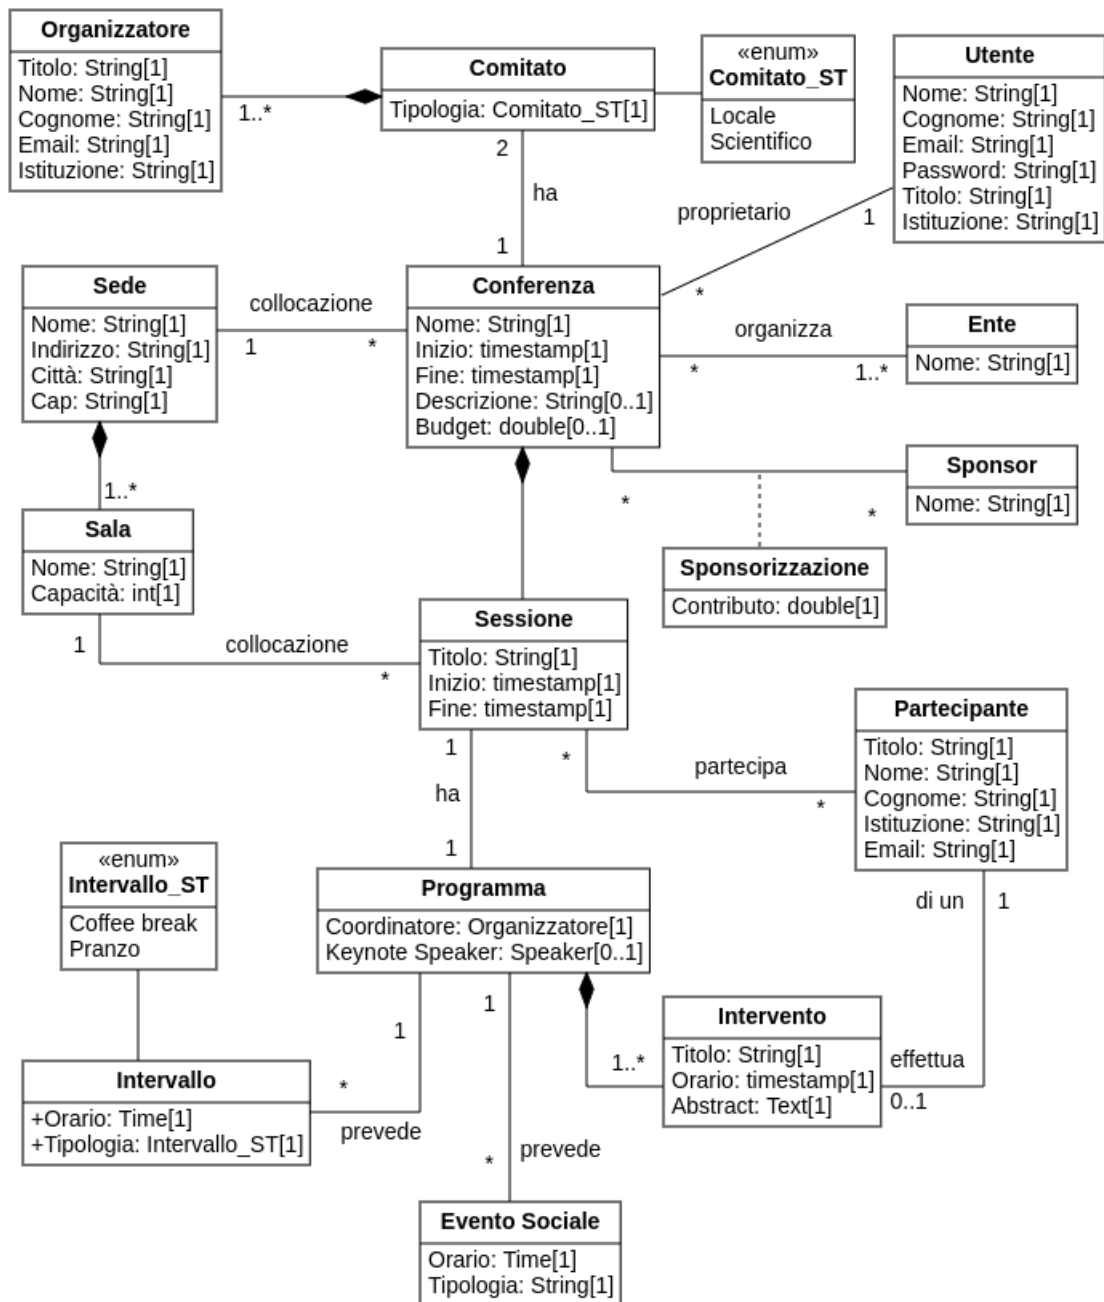 Organizzatore
Titolo: String[1]
Nome: String[1]
Cognome: String[1]
Email: String[1]
Istituzione: String[1]
1..*
Comitato
Tipologia: Comitato_ST[1]
«enum»
Comitato_ST
Locale
Scientifico
Utente
Nome: String[1]
Cognome: String[1]
Email: String[1]
Password: String[1]
Titolo: String[1]
Istituzione: String[1]
2
ha
1
proprietario
1
*
Sede
Nome: String[1]
Indirizzo: String[1]
Città: String[1]
Cap: String[1]
collocazione
1
*
Conferenza
Nome: String[1]
Inizio: timestamp[1]
Fine: timestamp[1]
Descrizione: String[0..1]
Budget: double[0..1]
organizza
*
1..*
Ente
Nome: String[1]
Sponsor
Nome: String[1]
*
*
Sponsorizzazione
Contributo: double[1]
1..*
Sala
Nome: String[1]
Capacità: int[1]
1
collocazione
*
Sessione
Titolo: String[1]
Inizio: timestamp[1]
Fine: timestamp[1]
1
ha
1
*
partecipa
*
Partecipante
Titolo: String[1]
Nome: String[1]
Cognome: String[1]
Istituzione: String[1]
Email: String[1]
di un
1
«enum»
Intervallo_ST
Coffee break
Pranzo
Programma
Coordinatore: Organizzatore[1]
Keynote Speaker: Speaker[0..1]
1
1
1..*
Intervento
Titolo: String[1]
Orario: timestamp[1]
Abstract: Text[1]
effettua
0..1
Intervallo
+Orario: Time[1]
+Tipologia: Intervallo_ST[1]
*
prevede
*
prevede
Evento Sociale
Orario: Time[1]
Tipologia: String[1]